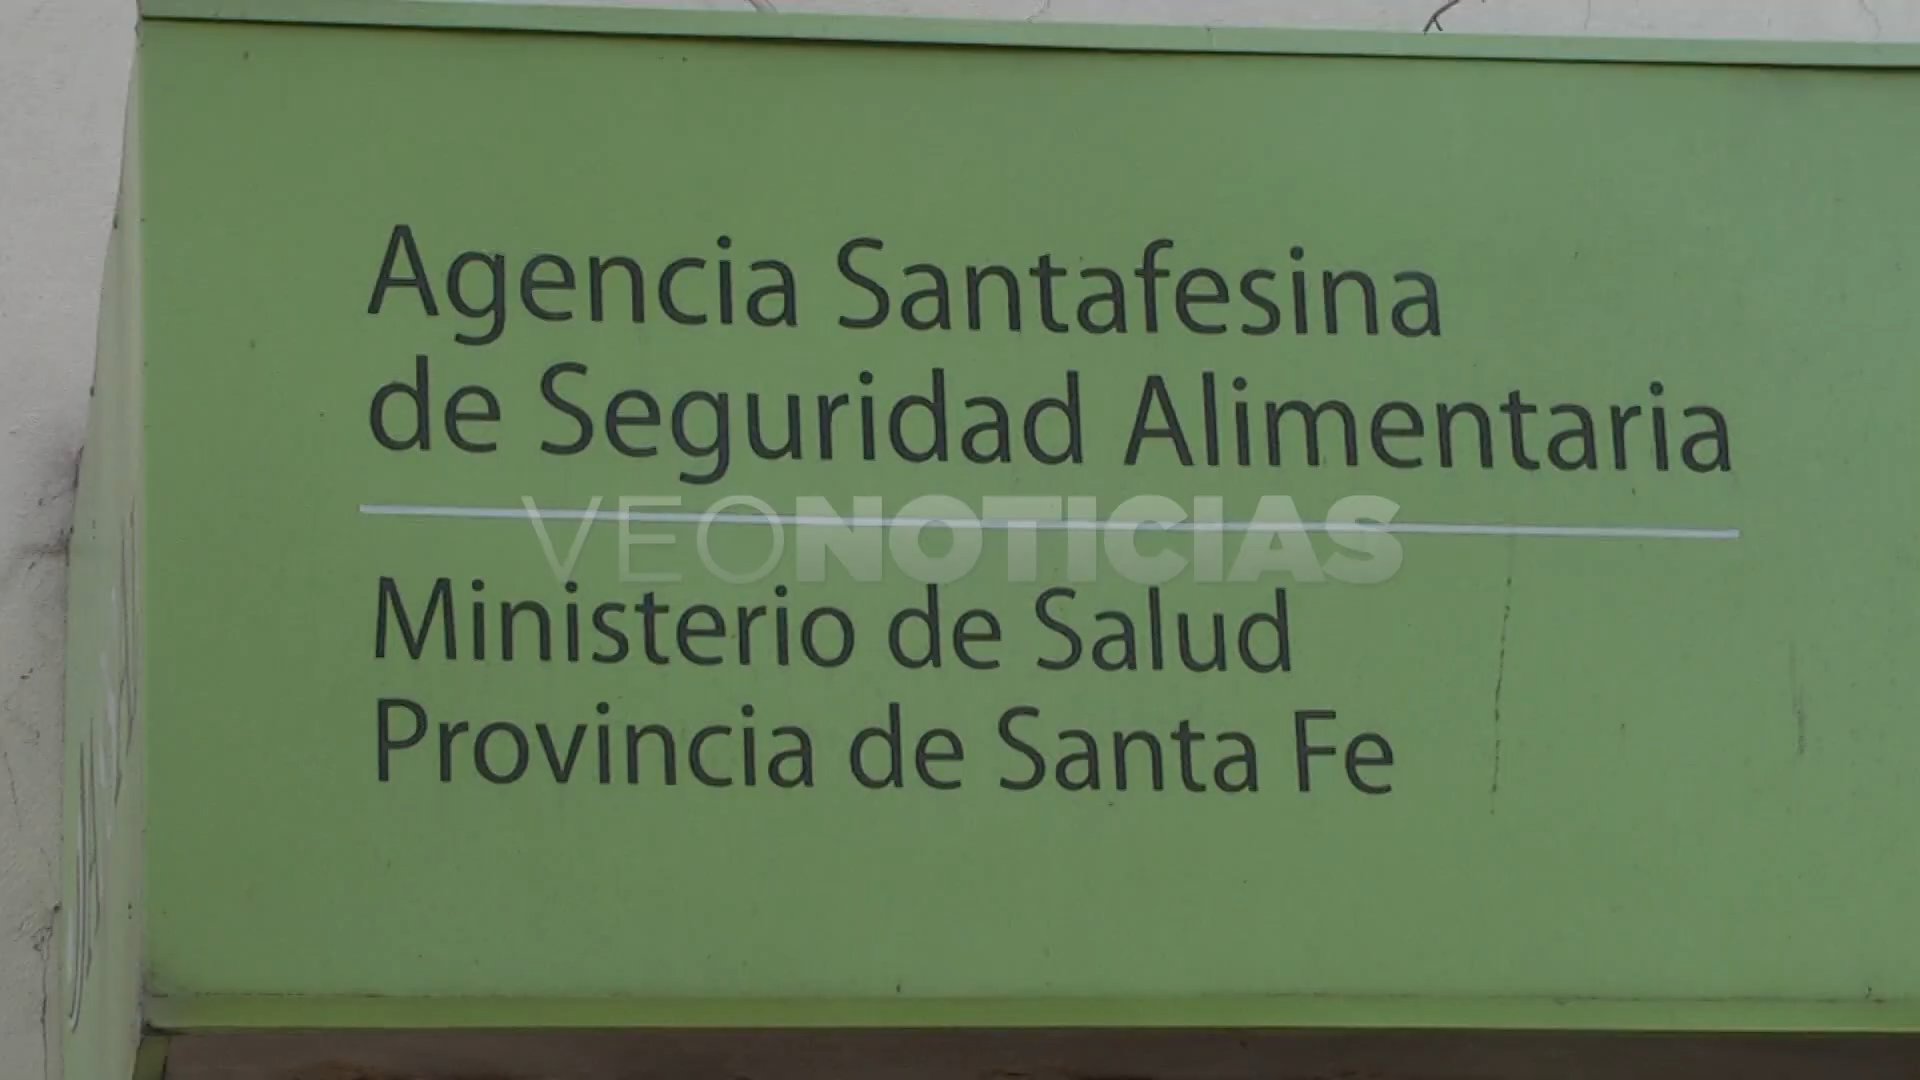 Agencia Santafesina
de Seguridad Alimentaria
VEONOTICIAS
Ministerio de Salud
Provincia de Santa Fe